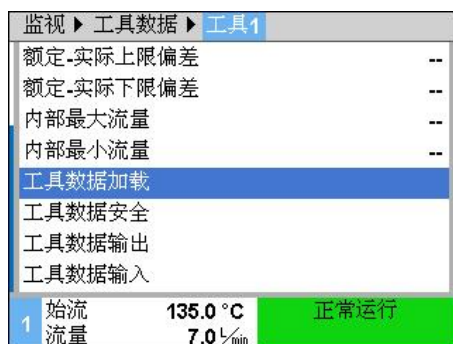 监视 ▶ 工具数据 ▶ 工具1
额定-实际上限偏差 --
额定-实际下限偏差 --
内部最大流量 --
内部最小流量 --
工具数据加载
工具数据安全
工具数据输出
工具数据输入
1 始流 135.0 °C 正常运行
流量 7.0 L/min